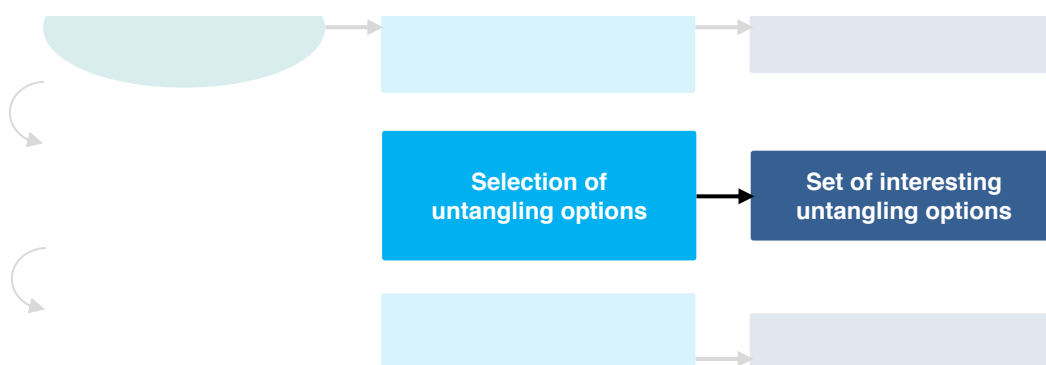 Selection of
untangling options
Set of interesting
untangling options